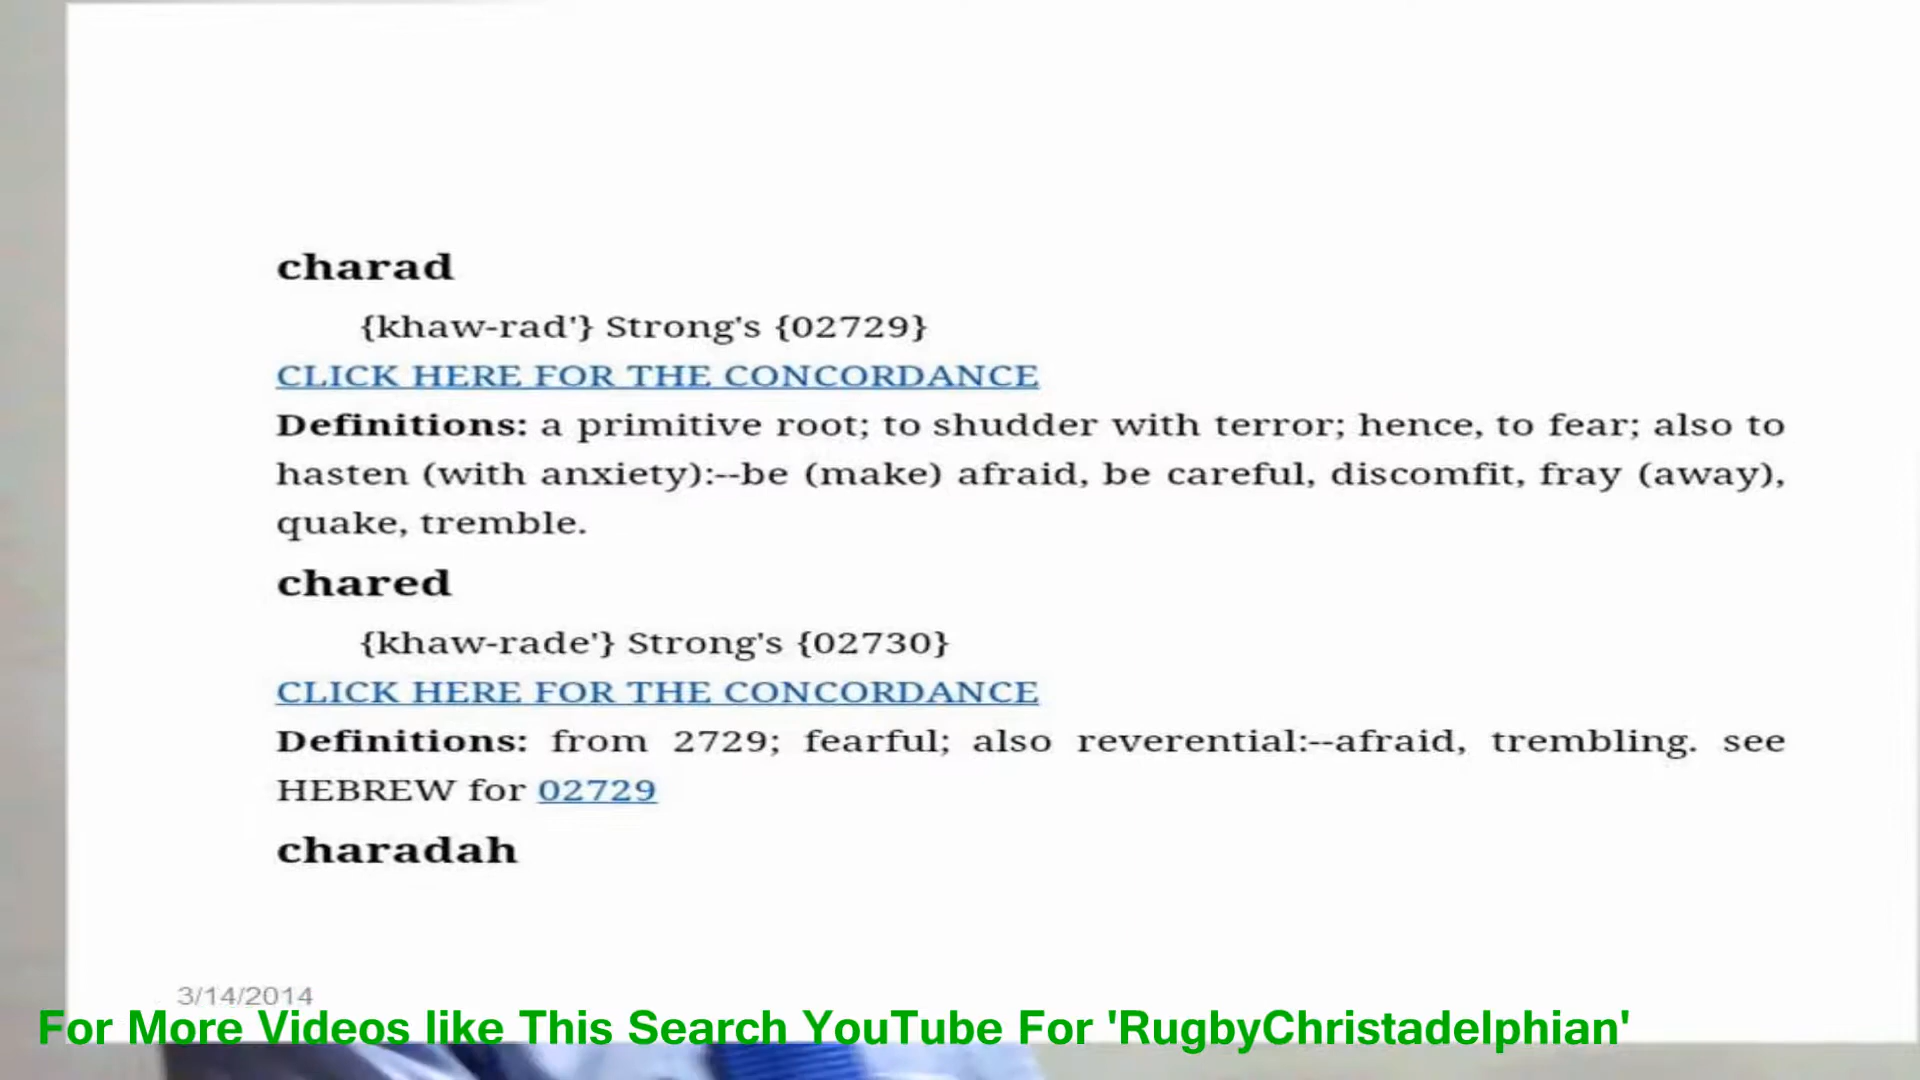 charad
{khaw-rad'} Strong's {02729}
CLICK HERE FOR THE CONCORDANCE
Definitions: a primitive root; to shudder with terror; hence, to fear; also to
hasten (with anxiety):--be (make) afraid, be careful, discomfit, fray (away),
quake, tremble.
chared
{khaw-rade'} Strong's {02730}
CLICK HERE FOR THE CONCORDANCE
Definitions: from 2729; fearful; also reverential:--afraid, trembling. see
HEBREW for 02729
charadah
3/14/2014
For More Videos like This Search YouTube For 'RugbyChristadelphian'